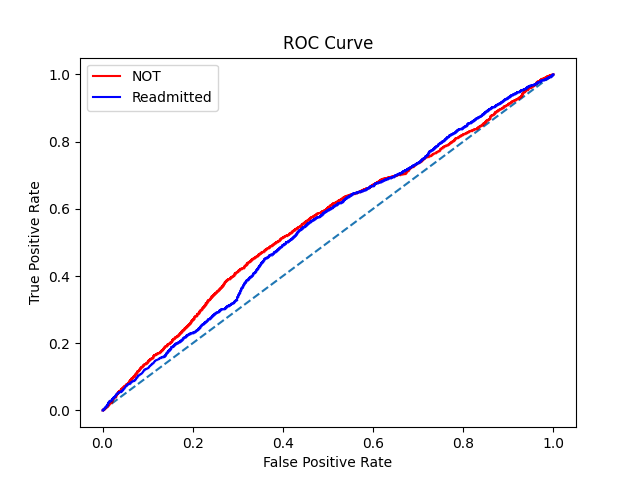 ROC Curve
NOT
Readmitted
True Positive Rate
1.0
0.8
0.6
0.4
0.2
0.0
0.0 0.2 0.4 0.6 0.8 1.0
False Positive Rate